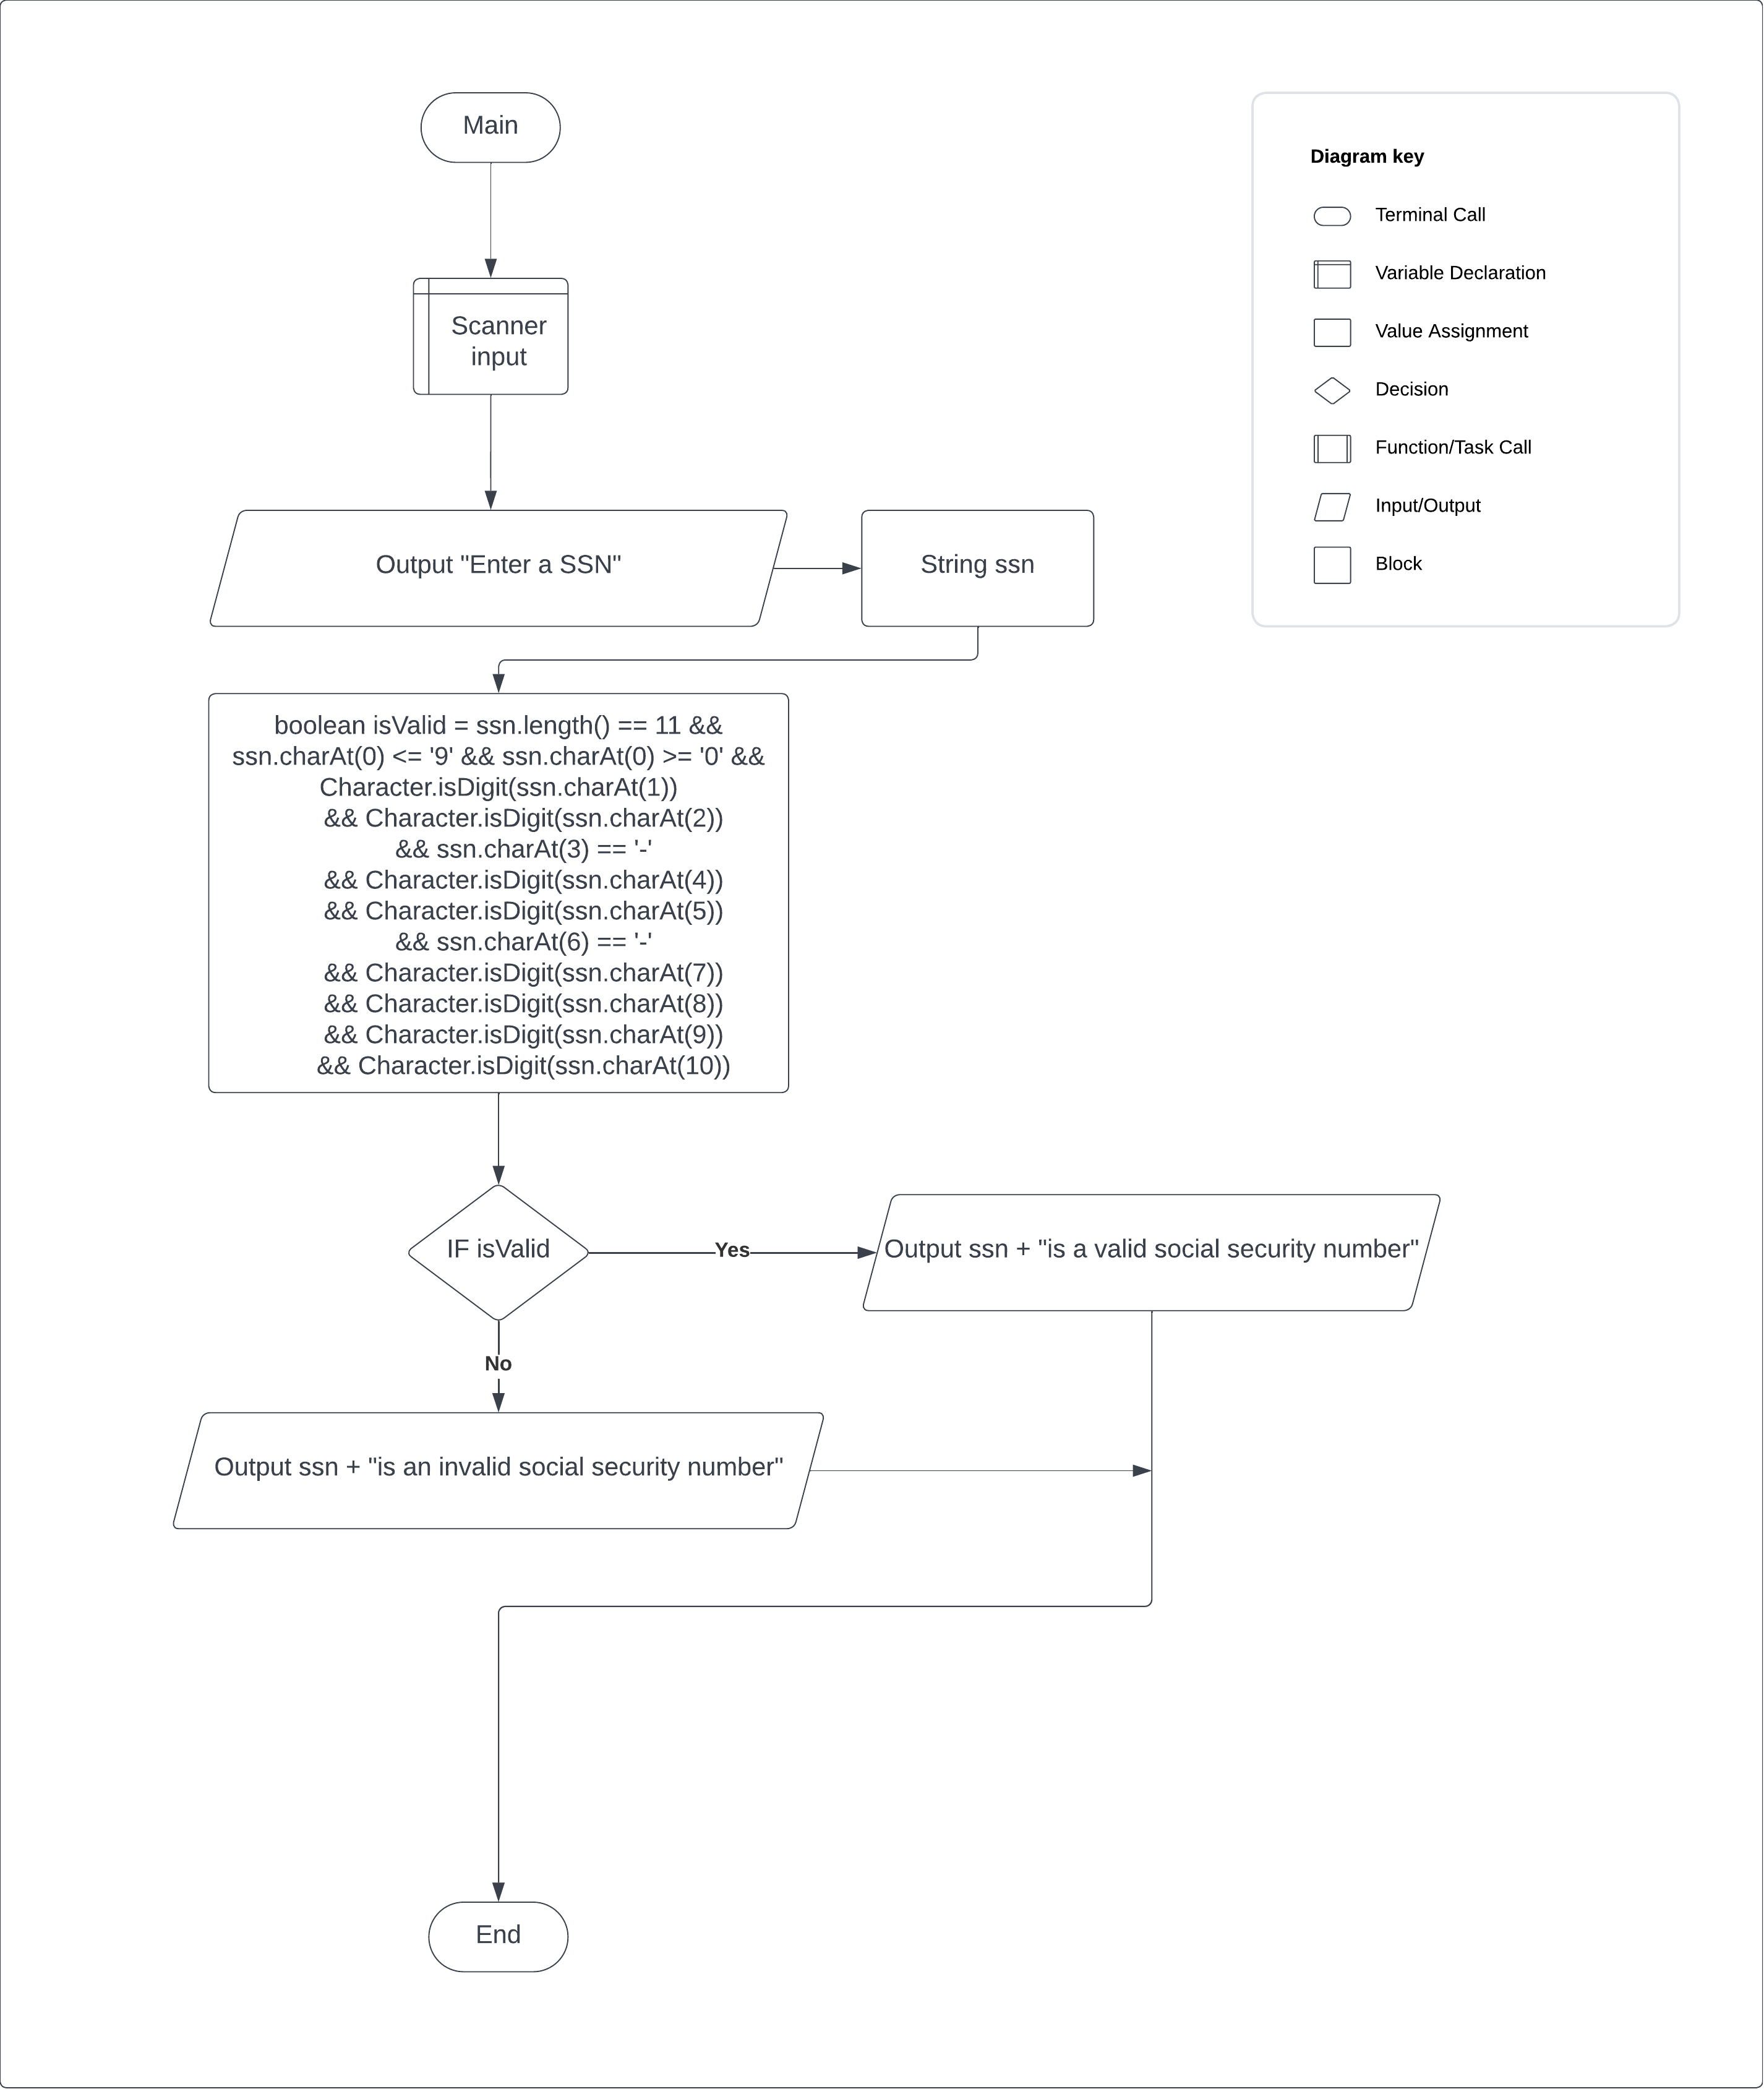 Main
Scanner
input
Output "Enter a SSN"
String ssn
boolean isValid = ssn.length() == 11 &&
ssn.charAt(0) <= '9' && ssn.charAt(0) >= '0' &&
Character.isDigit(ssn.charAt(1))
&& Character.isDigit(ssn.charAt(2))
&& ssn.charAt(3) == '-'
&& Character.isDigit(ssn.charAt(4))
&& Character.isDigit(ssn.charAt(5))
&& ssn.charAt(6) == '-'
&& Character.isDigit(ssn.charAt(7))
&& Character.isDigit(ssn.charAt(8))
&& Character.isDigit(ssn.charAt(9))
&& Character.isDigit(ssn.charAt(10))
IF isValid
Yes
Output ssn + "is a valid social security number"
No
Output ssn + "is an invalid social security number"
End
Diagram key
Terminal Call
Variable Declaration
Value Assignment
Decision
Function/Task Call
Input/Output
Block